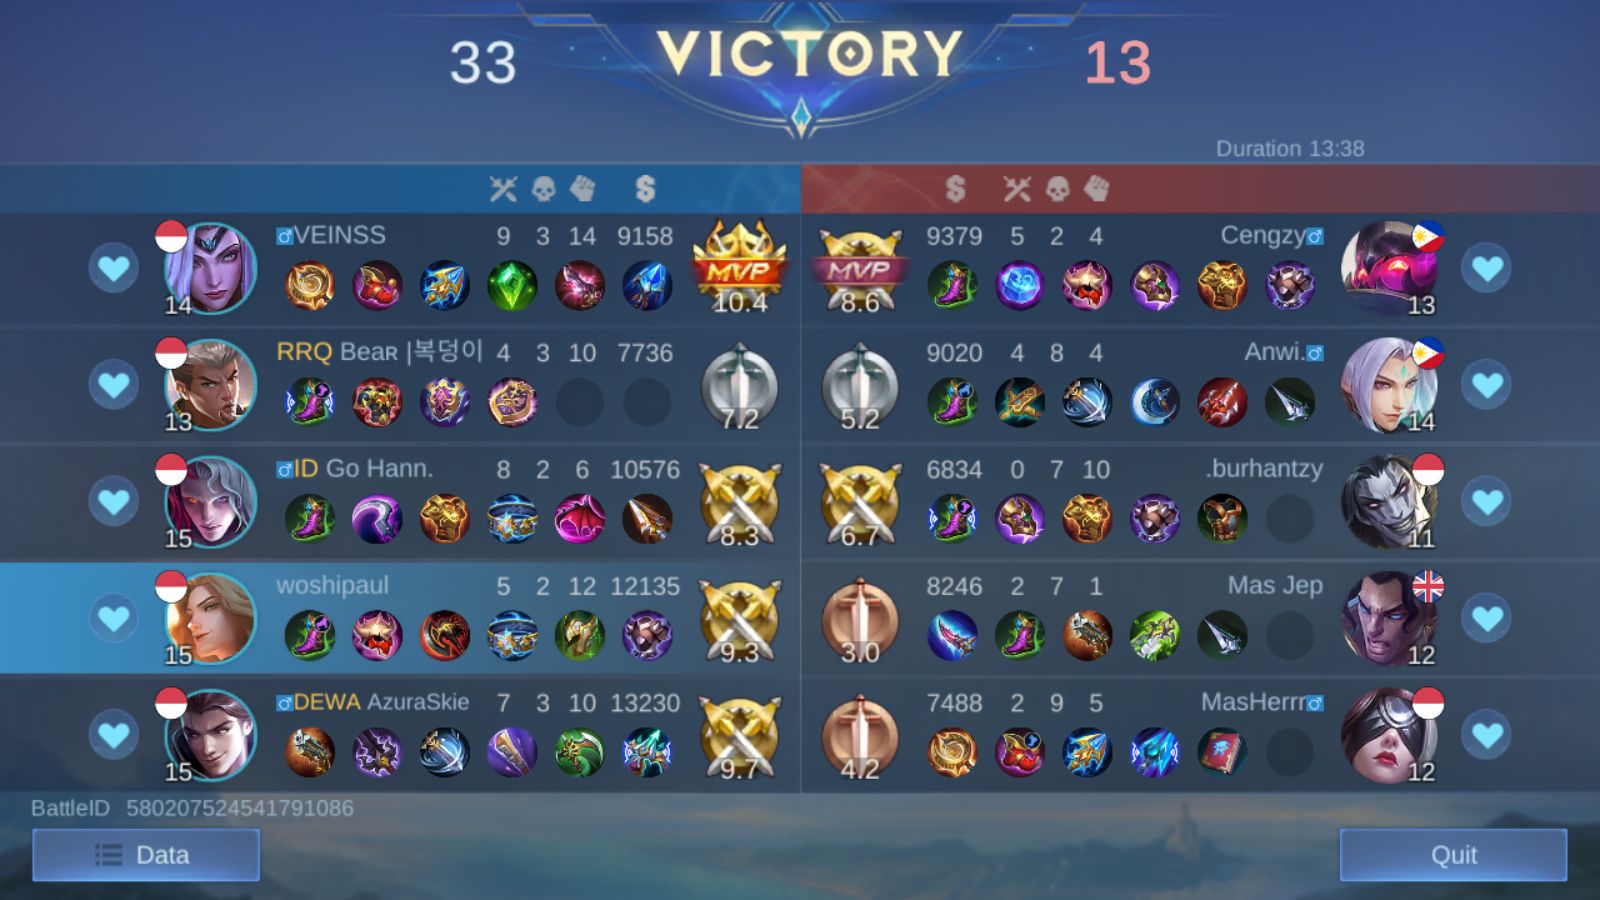 33 VICTORY 13
Duration 13:38
VEINSS 9 3 14 9158 MVP 10.4
14
MVP 8.6 9379 5 2 4 Cengzy
13
RRQ Bear |복덩이 4 3 10 7736 7.2
13
5.2 9020 4 8 4 Anwi.
14
ID Go Hann. 8 2 6 10576 8.3
15
6.7 6834 0 7 10 .burhantzy
11
woshipaul 5 2 12 12135 9.3
15
3.0 8246 2 7 1 Mas Jep
12
DEWA AzuraSkie 7 3 10 13230 9.7
15
4.2 7488 2 9 5 MasHerrr
12
BattleID 580207524541791086
Data
Quit